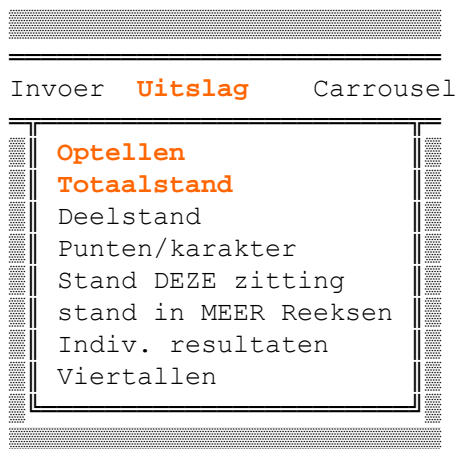 Invoer Uitslag Carrousel
Optellen
Totaalstand
Deelstand
Punten/karakter
Stand DEZE zitting
stand in MEER Reeksen
Indiv. resultaten
Viertallen